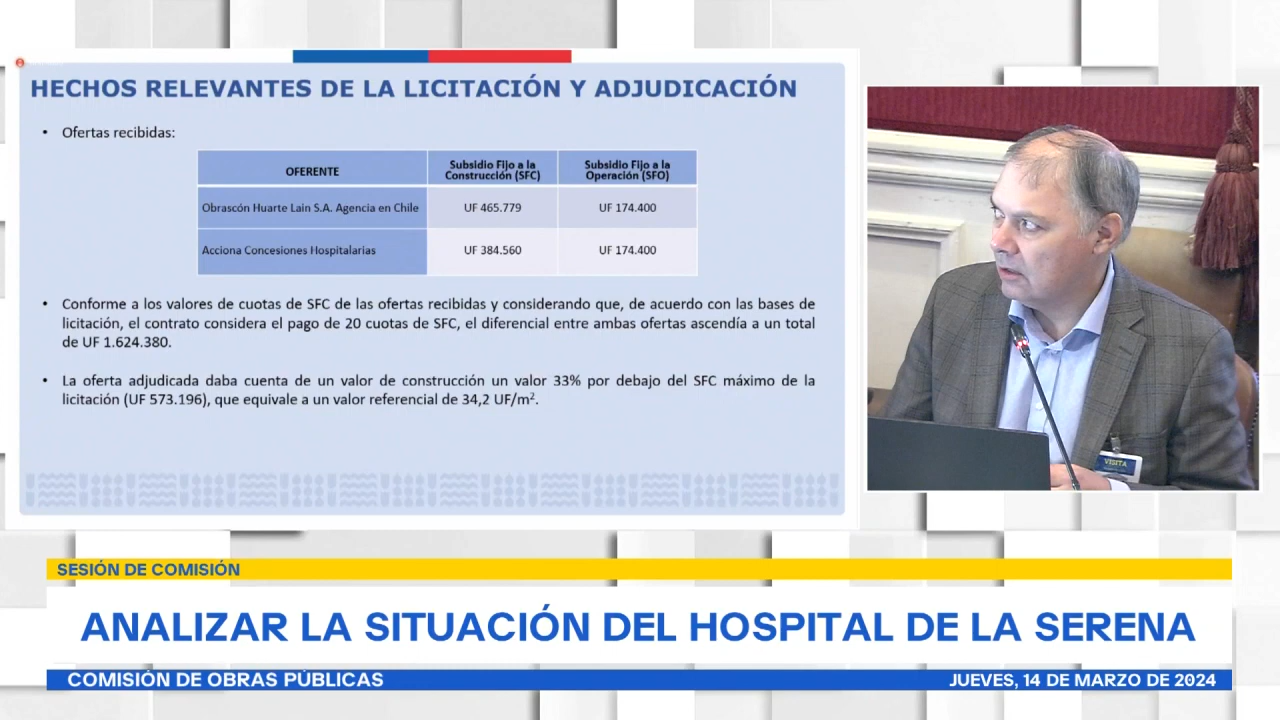 HECHOS RELEVANTES DE LA LICITACIÓN Y ADJUDICACIÓN
• Ofertas recibidas:
OFERENTE
Subsidio Fijo a la
Construcción (SFC)
Subsidio Fijo a la
Operación (SFO)
Obrascón Huarte Lain S.A. Agencia en Chile
UF 465.779
UF 174.400
Acciona Concesiones Hospitalarias
UF 384.560
UF 174.400
• Conforme a los valores de cuotas de SFC de las ofertas recibidas y considerando que, de acuerdo con las bases de
licitación, el contrato considera el pago de 20 cuotas de SFC, el diferencial entre ambas ofertas ascendía a un total
de UF 1.624.380.
• La oferta adjudicada daba cuenta de un valor de construcción un valor 33% por debajo del SFC máximo de la
licitación (UF 573.196), que equivale a un valor referencial de 34,2 UF/m².
VISITA
SESIÓN DE COMISIÓN
ANALIZAR LA SITUACIÓN DEL HOSPITAL DE LA SERENA
COMISIÓN DE OBRAS PÚBLICAS
JUEVES, 14 DE MARZO DE 2024